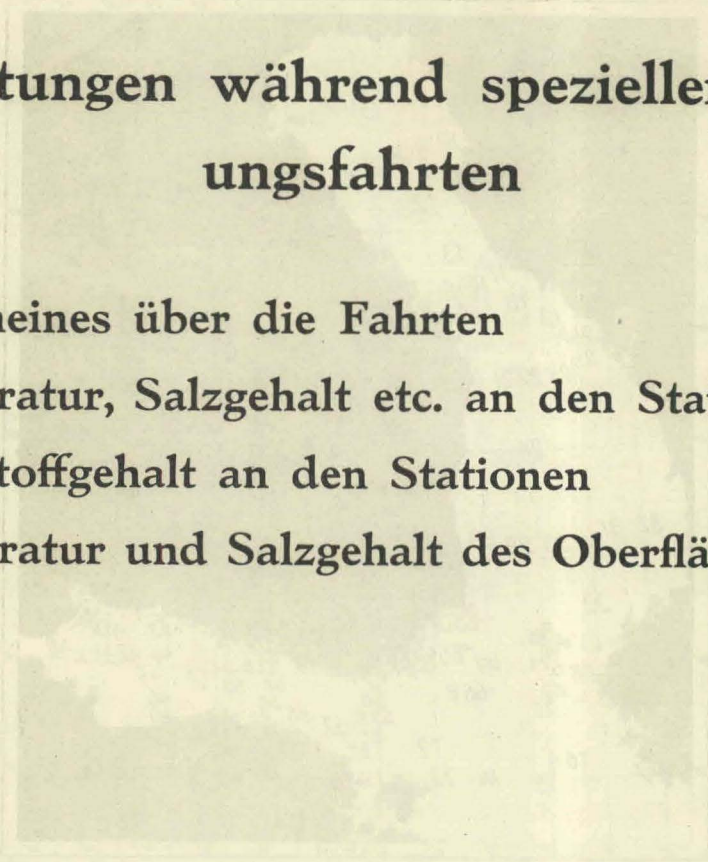 tungen während spezieller
ungsfahrten
eines über die Fahrten
ratur, Salzgehalt etc. an den Sta
toffgehalt an den Stationen
ratur und Salzgehalt des Oberflä